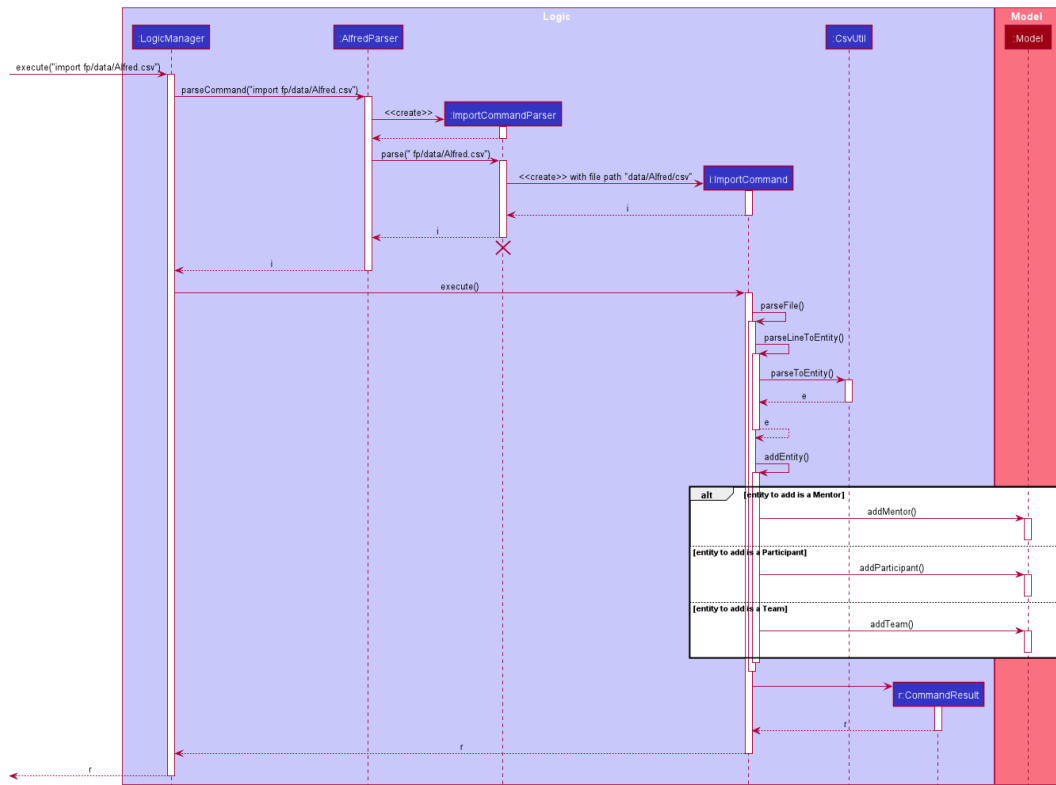 Logic
Model
:LogicManager
:AlfredParser
:CsvUtil
:Model
execute("import fp/data/Alfred.csv")
parseCommand("import fp/data/Alfred.csv")
<<create>>
:ImportCommandParser
parse(" fp/data/Alfred.csv")
<<create>> with file path "data/Alfred/csv"
i:ImportCommand
i
i
i
execute()
parseFile()
parseLineToEntity()
parseToEntity()
e
e
addEntity()
alt
[entity to add is a Mentor]
addMentor()
[entity to add is a Participant]
addParticipant()
[entity to add is a Team]
addTeam()
r:CommandResult
r
r
r